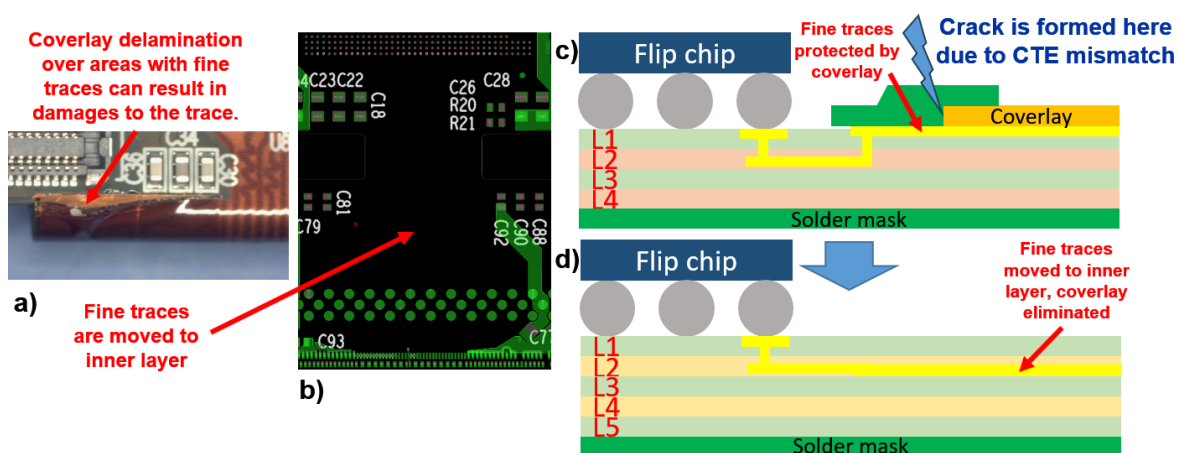 Coverlay delamination
over areas with fine
traces can result in
damages to the trace.
C36
C34
C30
a)
Fine traces
are moved to
inner layer
C23C22
C18
C26
R20
R21
C28
C81
C79
C92
C90
C88
C93
b)
c)
Flip chip
Fine traces
protected by
coverlay
Crack is formed here
due to CTE mismatch
Coverlay
L1
L2
L3
L4
Solder mask
d)
Flip chip
Fine traces
moved to inner
layer, coverlay
eliminated
L1
L2
L3
L4
L5
Solder mask